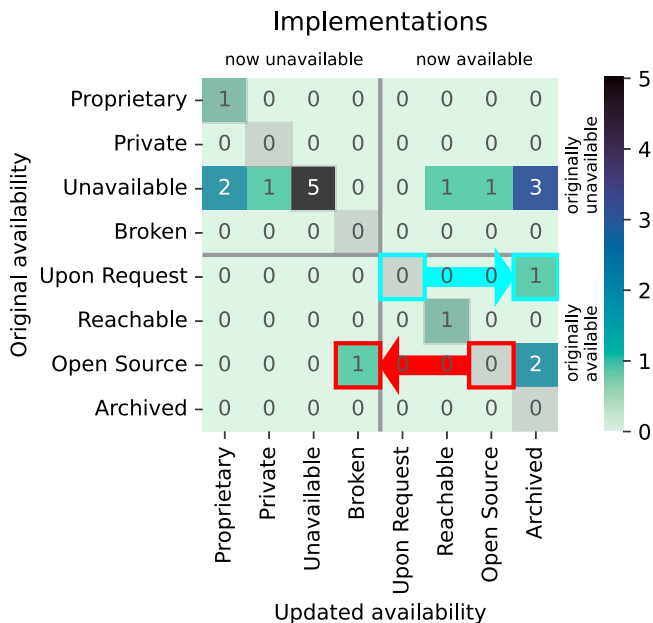 Implementations
now unavailable now available
Proprietary 1 0 0 0 0 0 0 0
Private 0 0 0 0 0 0 0 0
Unavailable 2 1 5 0 0 1 1 3
Broken 0 0 0 0 0 0 0 0
Upon Request 0 0 0 0 0 0 0 1
Reachable 0 0 0 0 0 1 0 0
Open Source 0 0 0 1 0 0 0 2
Archived 0 0 0 0 0 0 0 0
Original availability
originally
unavailable
originally
available
5
4
3
2
1
0
Proprietary
Private
Unavailable
Broken
Upon Request
Reachable
Open Source
Archived
Updated availability